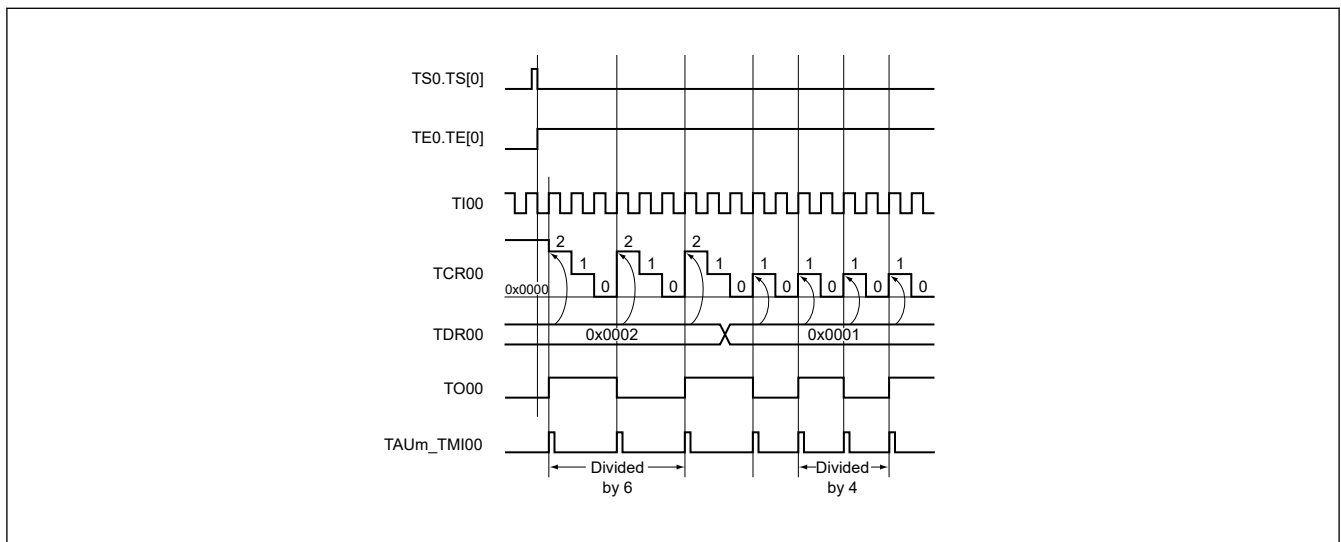 TS0.TS[0]
TE0.TE[0]
TI00
2 2 2
1 1 1 1 1 1 1
TCR00
0 0 0 0 0 0 0
0x0000
TDR00 0x0002 0x0001
TO00
TAUm_TMI00
Divided by 6
Divided by 4